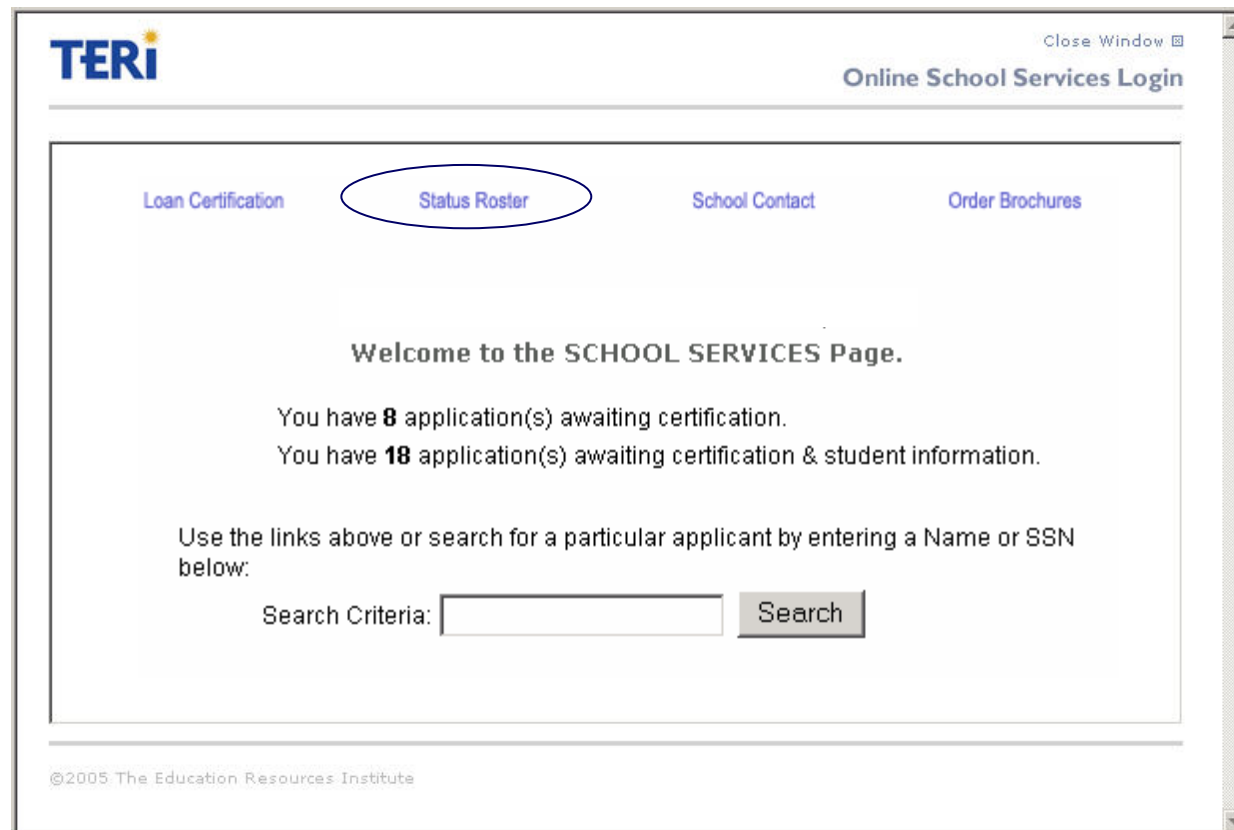 TERi
Close Window
Online School Services Login
Loan Certification Status Roster School Contact Order Brochures
Welcome to the SCHOOL SERVICES Page.
You have 8 application(s) awaiting certification.
You have 18 application(s) awaiting certification & student information.
Use the links above or search for a particular applicant by entering a Name or SSN
below:
Search Criteria: Search
©2005 The Education Resources Institute